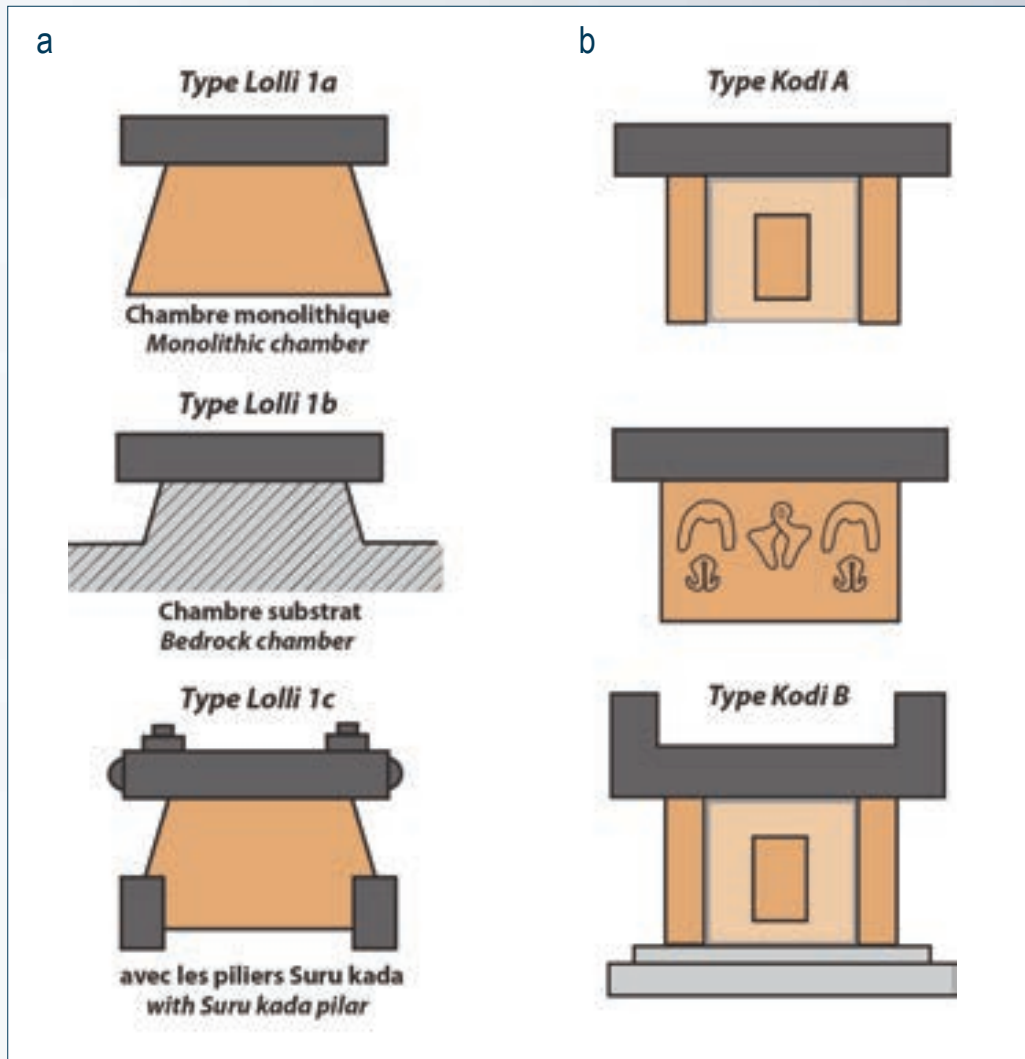 a
Type Lolli 1a
Chambre monolithique
Monolithic chamber
Type Lolli 1b
Chambre substrat
Bedrock chamber
Type Lolli 1c
avec les piliers Suru kada
with Suru kada pilar
b
Type Kodi A
Type Kodi B